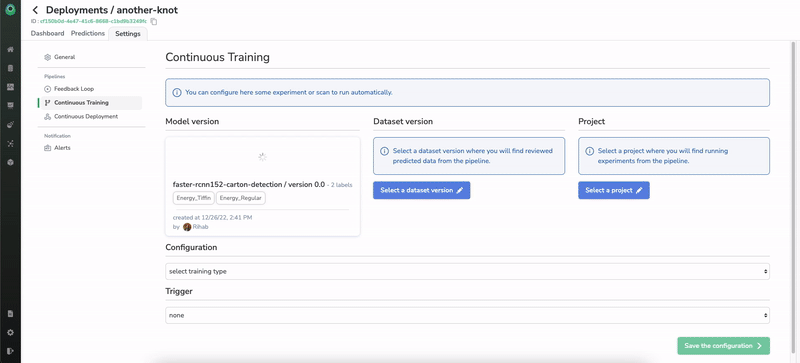 Deployments / another-knot
ID : cf150b0d-4e47-41c6-8688-c1bd9b3249fc
Dashboard Predictions Settings
General
Pipelines
Feedback Loop
Continuous Training
Continuous Deployment
Notification
Alerts
Continuous Training
You can configure here some experiment or scan to run automatically.
Model version
faster-rcnn152-carton-detection / version 0.0 - 2 labels
Energy_Tiffin Energy_Regular
created at 12/26/22, 2:41 PM
by Rihab
Dataset version
Select a dataset version where you will find reviewed
predicted data from the pipeline.
Select a dataset version
Project
Select a project where you will find running
experiments from the pipeline.
Select a project
Configuration
select training type
Trigger
none
Save the configuration